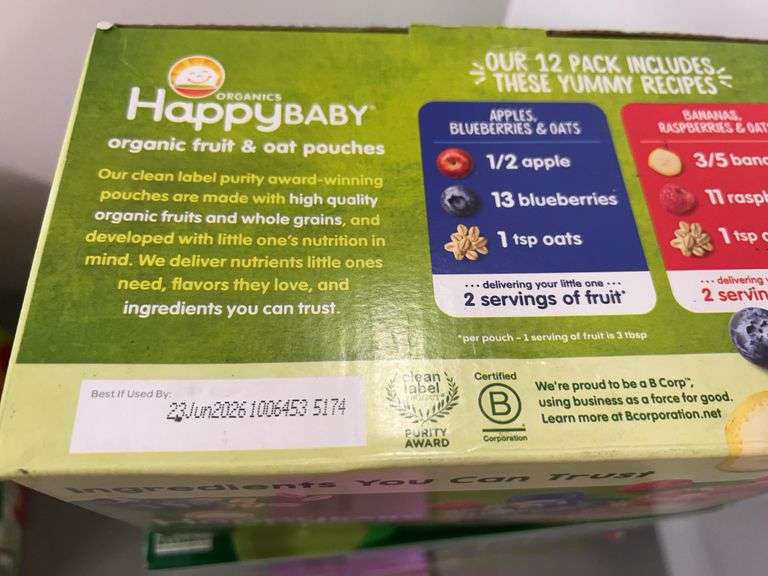 ORGANICS
HappyBABY
organic fruit & oat pouches
Our clean label purity award-winning
pouches are made with high quality
organic fruits and whole grains, and
developed with little one's nutrition in
mind. We deliver nutrients little ones
need, flavors they love, and
ingredients you can trust.
Best If Used By:
23Jun2026 1006453 5174
OUR 12 PACK INCLUDES
THESE YUMMY RECIPES
APPLES,
BLUEBERRIES & OATS
1/2 apple
13 blueberries
1 tsp oats
... delivering your little one ...
2 servings of fruit*
BANANAS,
RASPBERRIES &
3/5
11
1 tsp
... delivering
2
*per pouch - 1 serving of fruit is 3 tbsp
clean
label
PURITY
AWARD
Certified
B
Corporation
We're proud to be a B Corp™,
using business as a force for good.
Learn more at Bcorporation.net
Ingredients You Can Trust